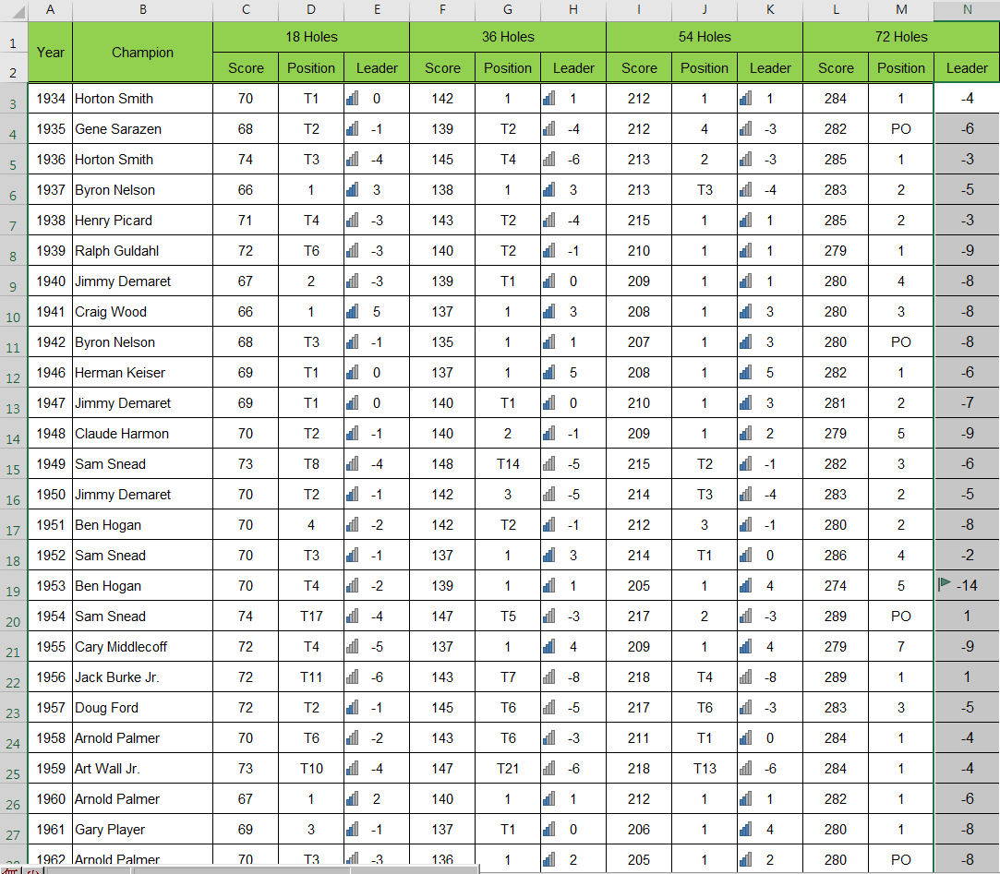 A B C D E F G H I J K L M N
1 Year Champion 18 Holes 36 Holes 54 Holes 72 Holes
2 Score Position Leader Score Position Leader Score Position Leader Score Position Leader
3 1934 Horton Smith 70 T1 0 142 1 1 212 1 1 284 1 -4
4 1935 Gene Sarazen 68 T2 -1 139 T2 -4 212 4 -3 282 PO -6
5 1936 Horton Smith 74 T3 -4 145 T4 -6 213 2 -3 285 1 -3
6 1937 Byron Nelson 66 1 3 138 1 3 213 T3 -4 283 2 -5
7 1938 Henry Picard 71 T4 -3 143 T2 -4 215 1 1 285 2 -3
8 1939 Ralph Guldahl 72 T6 -3 140 T2 -1 210 1 1 279 1 -9
9 1940 Jimmy Demaret 67 2 -3 139 T1 0 209 1 1 280 4 -8
10 1941 Craig Wood 66 1 5 137 1 3 208 1 3 280 3 -8
11 1942 Byron Nelson 68 T3 -1 135 1 1 207 1 3 280 PO -8
12 1946 Herman Keiser 69 T1 0 137 1 5 208 1 5 282 1 -6
13 1947 Jimmy Demaret 69 T1 0 140 T1 0 210 1 3 281 2 -7
14 1948 Claude Harmon 70 T2 -1 140 2 -1 209 1 2 279 5 -9
15 1949 Sam Snead 73 T8 -4 148 T14 -5 215 T2 -1 282 3 -6
16 1950 Jimmy Demaret 70 T2 -1 142 3 -5 214 T3 -4 283 2 -5
17 1951 Ben Hogan 70 4 -2 142 T2 -1 212 3 -1 280 2 -8
18 1952 Sam Snead 70 T3 -1 137 1 3 214 T1 0 286 4 -2
19 1953 Ben Hogan 70 T4 -2 139 1 1 205 1 4 274 5 -14
20 1954 Sam Snead 74 T17 -4 147 T5 -3 217 2 -3 289 PO 1
21 1955 Cary Middlecoff 72 T4 -5 137 1 4 209 1 4 279 7 -9
22 1956 Jack Burke Jr. 72 T11 -6 143 T7 -8 218 T4 -8 289 1 1
23 1957 Doug Ford 72 T2 -1 145 T6 -5 217 T6 -3 283 3 -5
24 1958 Arnold Palmer 70 T6 -2 143 T6 -3 211 T1 0 284 1 -4
25 1959 Art Wall Jr. 73 T10 -4 147 T21 -6 218 T13 -6 284 1 -4
26 1960 Arnold Palmer 67 1 2 140 1 1 212 1 1 282 1 -6
27 1961 Gary Player 69 3 -1 137 T1 0 206 1 4 280 1 -8
1962 Arnold Palmer 70 T3 -3 136 1 2 205 1 2 280 PO -8